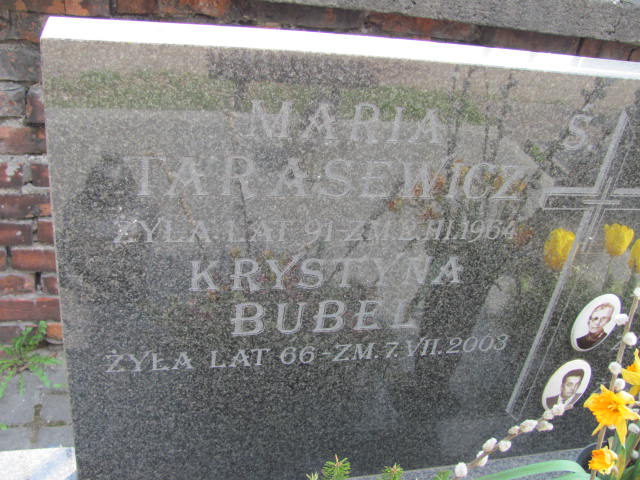 MARIA
TARASEWICZ
ŻYŁA LAT 91-ZM.2.III.1964
KRYSTYNA
BUBEL
ŻYŁA LAT 66-ZM.7.VII.2003
Ś.